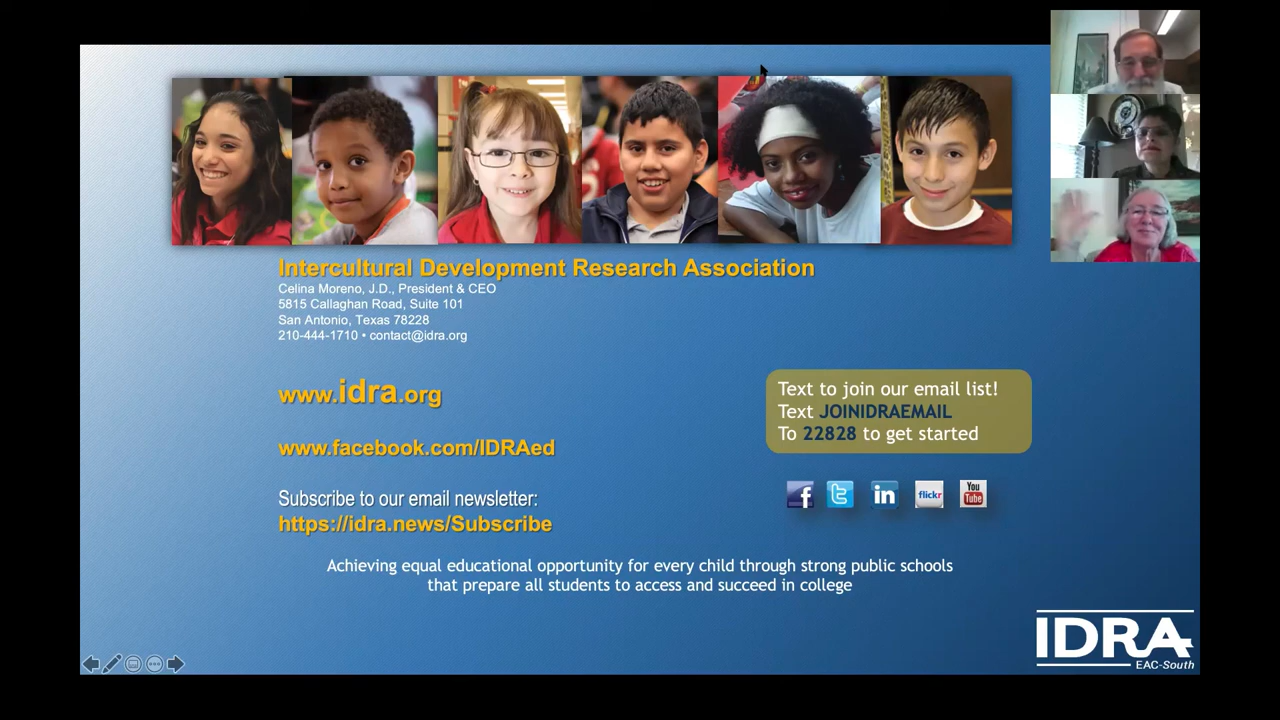 Intercultural Development Research Association
Celina Moreno, J.D., President & CEO
5815 Callaghan Road, Suite 101
San Antonio, Texas 78228
210-444-1710 • contact@idra.org
www.idra.org
www.facebook.com/IDRAed
Subscribe to our email newsletter:
https://idra.news/Subscribe
Text to join our email list!
Text JOINIDRAEMAIL
To 22828 to get started
f t in flickr You Tube
Achieving equal educational opportunity for every child through strong public schools
that prepare all students to access and succeed in college
IDRA
EAC-South